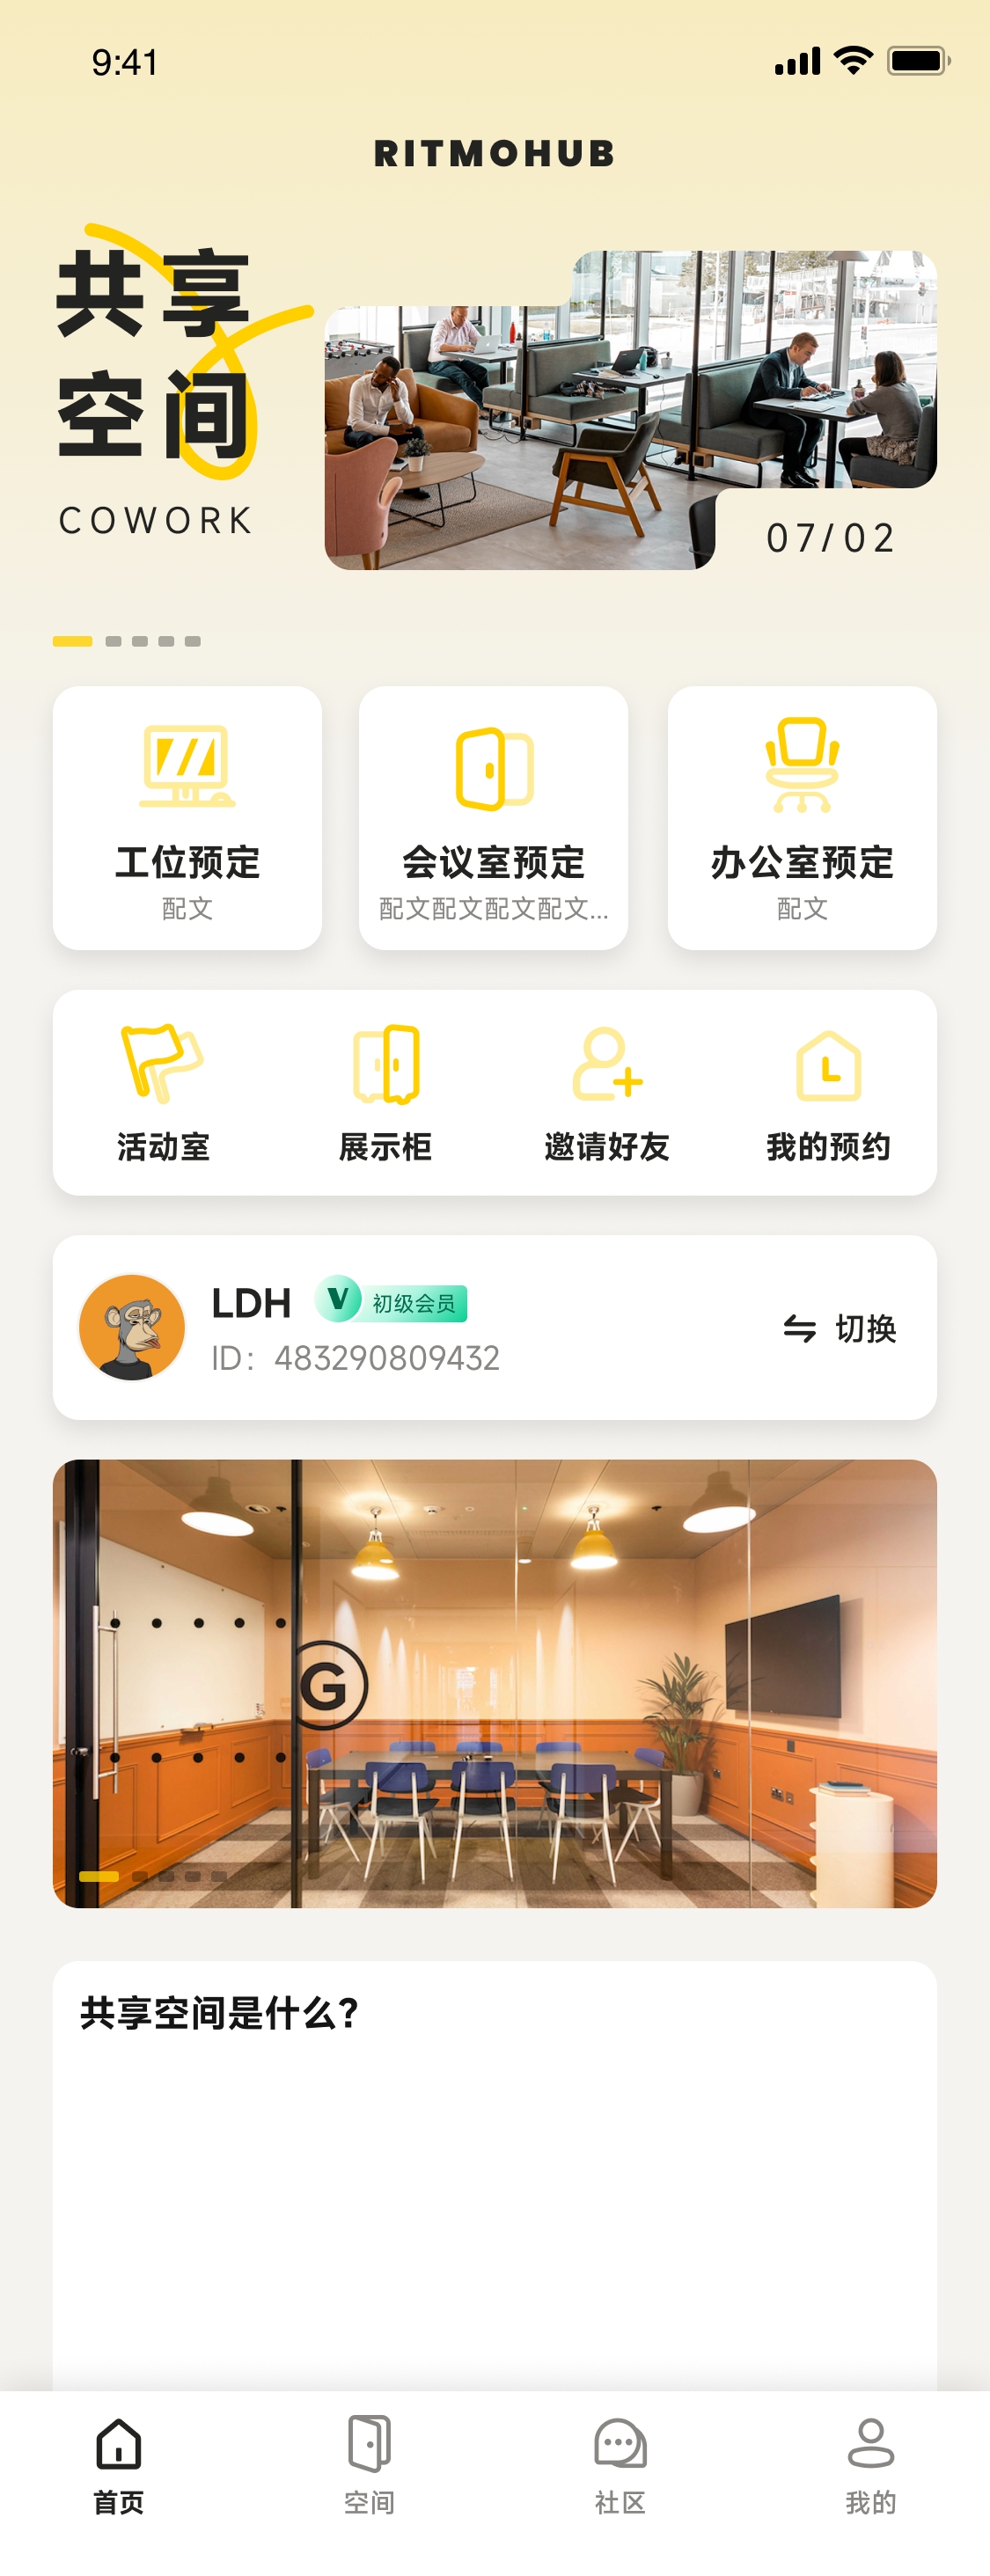 9:41
RITMOHUB
共享
空间
COWORK
07/02
工位预定
配文
会议室预定
配文配文配文配文...
办公室预定
配文
活动室
展示柜
邀请好友
我的预约
LDH
V 初级会员
ID: 483290809432
切换
G
共享空间是什么?
首页
空间
社区
我的